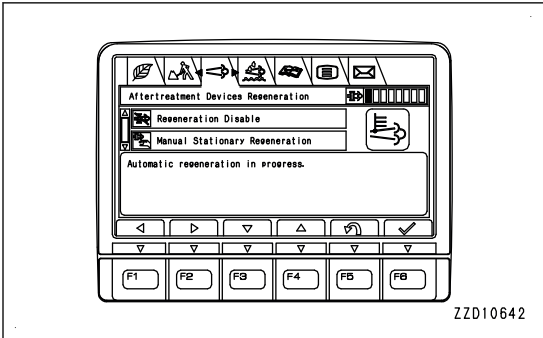 Aftertreatment Devices Regeneration
Regeneration Disable
Manual Stationary Regeneration
Automatic regeneration in progress.
F1 F2 F3 F4 F5 F6
ZZD10642